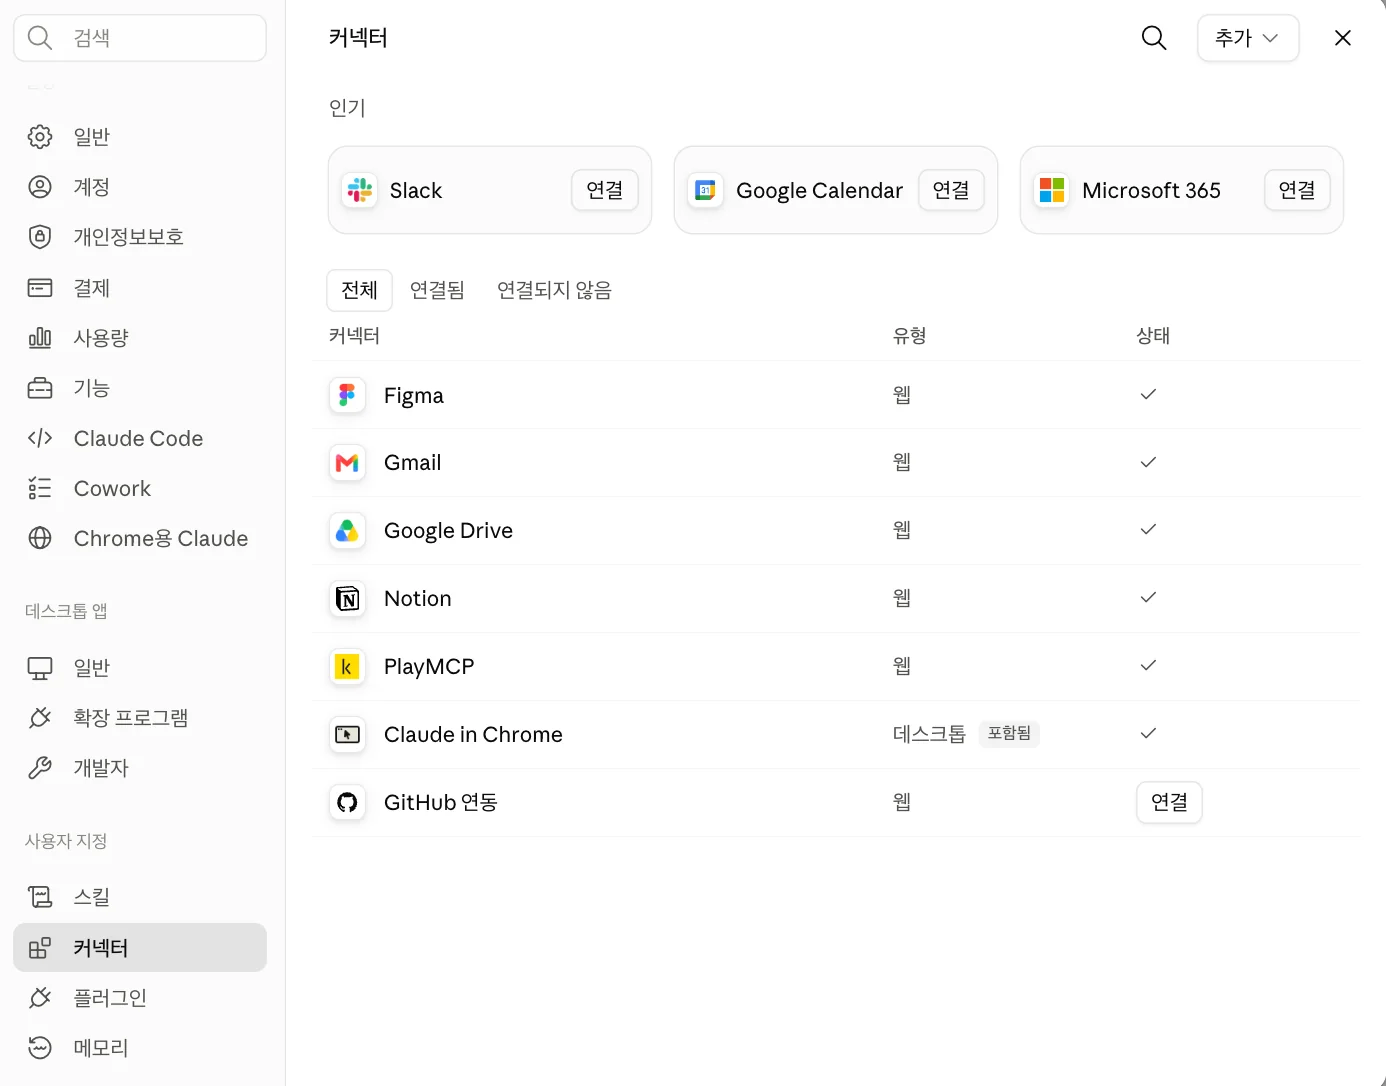 검색
일반
계정
개인정보보호
결제
사용량
기능
Claude Code
Cowork
Chrome용 Claude
데스크톱 앱
일반
확장 프로그램
개발자
사용자 지정
스킬
커넥터
플러그인
메모리
커넥터
추가
인기
Slack 연결
31 Google Calendar 연결
Microsoft 365 연결
전체 연결됨 연결되지 않음
커넥터 유형 상태
Figma 웹
Gmail 웹
Google Drive 웹
Notion 웹
k PlayMCP 웹
Claude in Chrome 데스크톱 포함됨
GitHub 연동 웹 연결